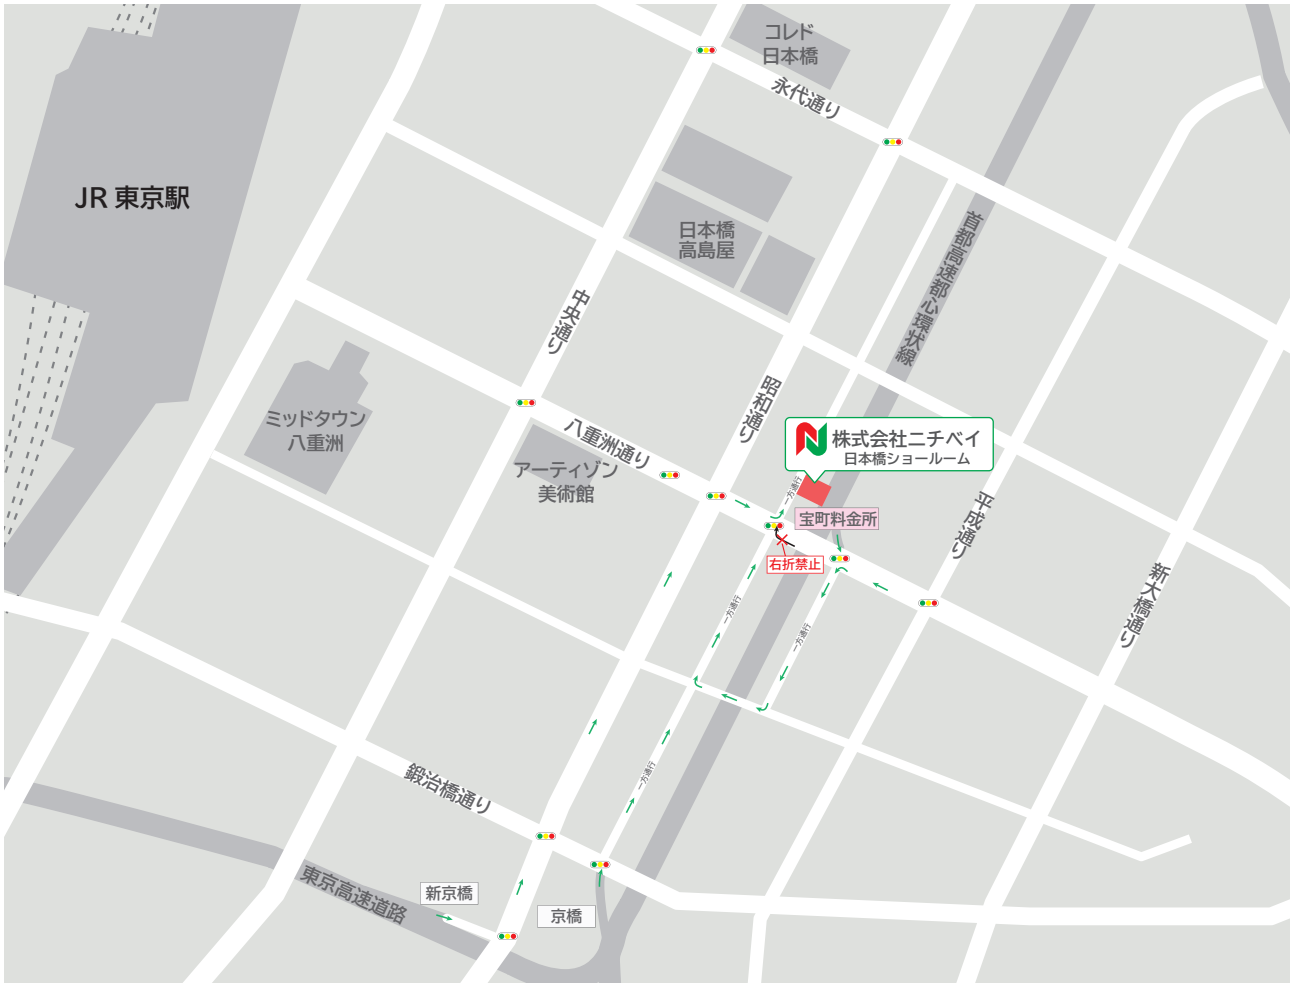 コレド
日本橋
永代通り
JR 東京駅
日本橋
高島屋
首都高速都心環状線
中央通り
昭和通り
ミッドタウン
八重洲
八重洲通り
アーティゾン
美術館
株式会社ニチベイ
日本橋ショールーム
一方通行
宝町料金所
平成通り
右折禁止
新大橋通り
一方通行
一方通行
一方通行
鍛冶橋通り
東京高速道路
新京橋
京橋